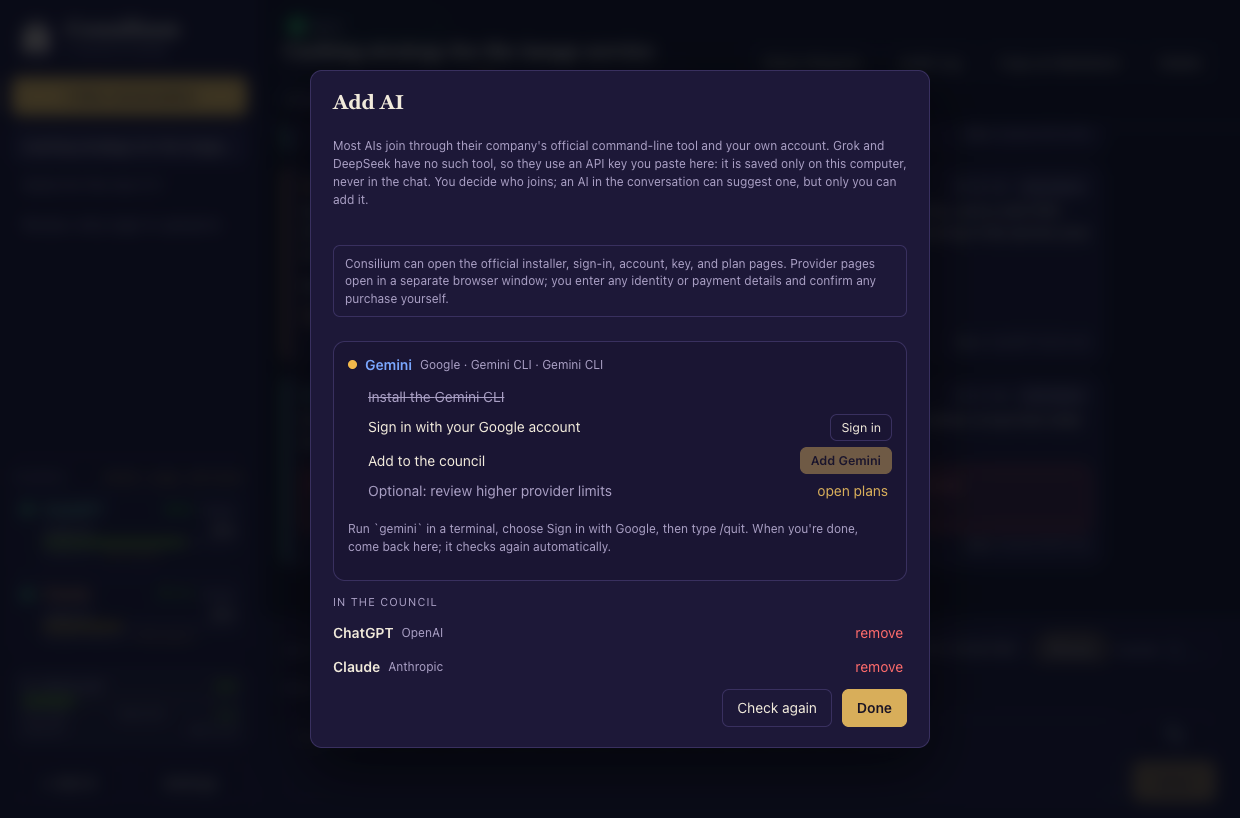 Add AI
Most AIs join through their company's official command-line tool and your own account. Grok and
DeepSeek have no such tool, so they use an API key you paste here: it is saved only on this computer,
never in the chat. You decide who joins; an AI in the conversation can suggest one, but only you can
add it.
Consilium can open the official installer, sign-in, account, key, and plan pages. Provider pages
open in a separate browser window; you enter any identity or payment details and confirm any
purchase yourself.
Gemini Google · Gemini CLI · Gemini CLI
Install the Gemini CLI
Sign in with your Google account Sign in
Add to the council Add Gemini
Optional: review higher provider limits open plans
Run `gemini` in a terminal, choose Sign in with Google, then type /quit. When you're done,
come back here; it checks again automatically.
IN THE COUNCIL
ChatGPT OpenAI remove
Claude Anthropic remove
Check again Done